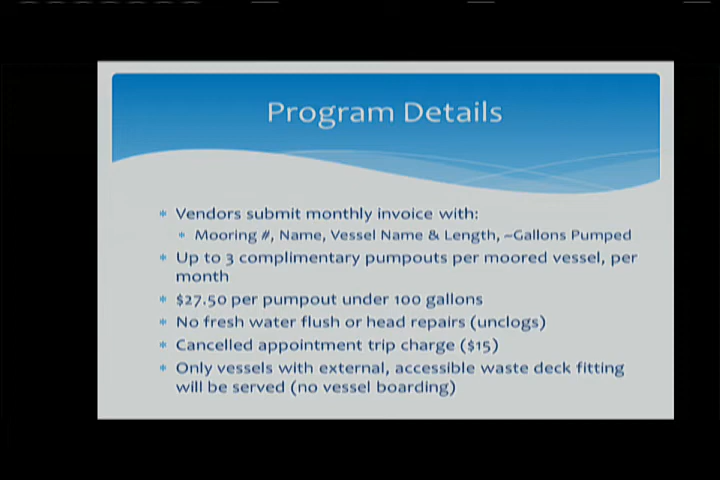 Program Details
* Vendors submit monthly invoice with:
* Mooring #, Name, Vessel Name & Length, ~Gallons Pumped
* Up to 3 complimentary pumpouts per moored vessel, per
month
* $27.50 per pumpout under 100 gallons
* No fresh water flush or head repairs (unclogs)
* Cancelled appointment trip charge ($15)
* Only vessels with external, accessible waste deck fitting
will be served (no vessel boarding)